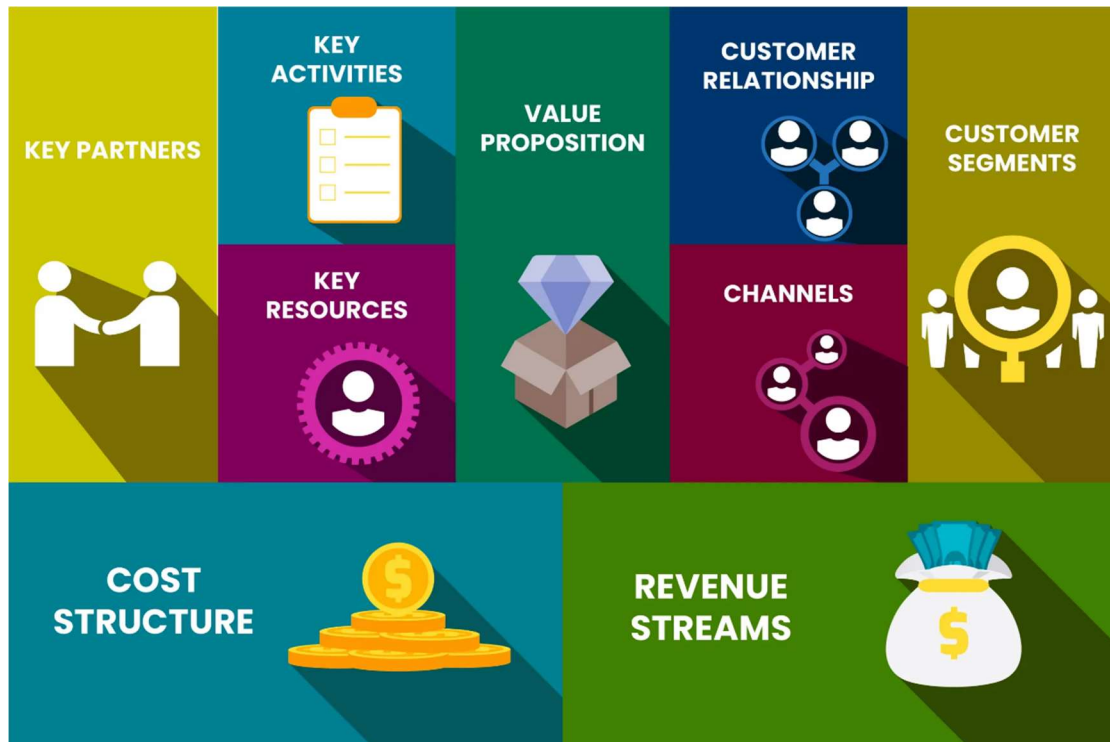 KEY PARTNERS
KEY
ACTIVITIES
KEY
RESOURCES
VALUE
PROPOSITION
CUSTOMER
RELATIONSHIP
CHANNELS
CUSTOMER
SEGMENTS
COST
STRUCTURE
$
REVENUE
STREAMS
$